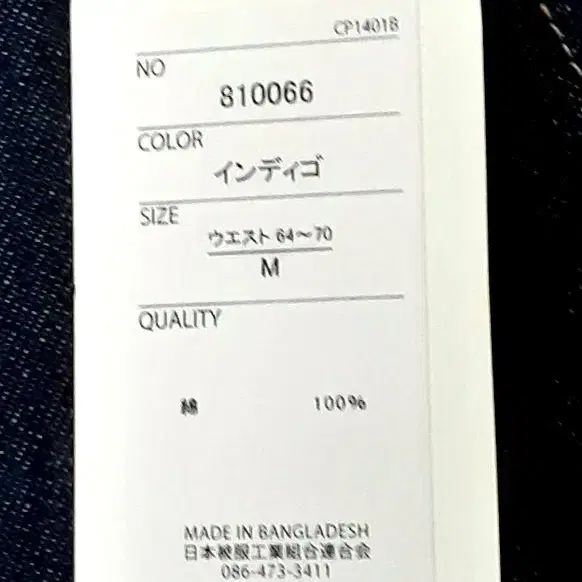 CP1401B
NO
810066
COLOR
インディゴ
SIZE
ウエスト 64～70
M
QUALITY
綿 100%
MADE IN BANGLADESH
日本被服工業組合連合会
086-473-3411